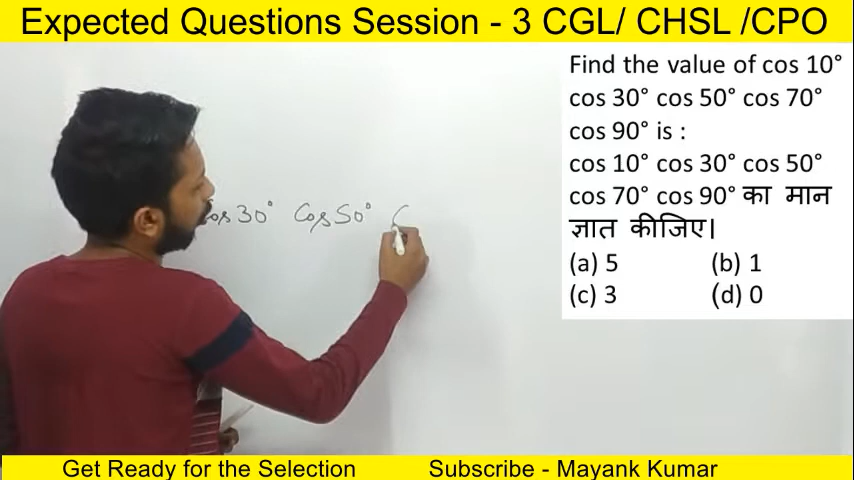 Expected Questions Session - 3 CGL/ CHSL /CPO
Find the value of cos 10°
cos 30° cos 50° cos 70°
cos 90° is :
cos 10° cos 30° cos 50°
cos 70° cos 90° का मान
ज्ञात कीजिए।
(a) 5 (b) 1
(c) 3 (d) 0
30° Cos 50° C
Get Ready for the Selection Subscribe - Mayank Kumar